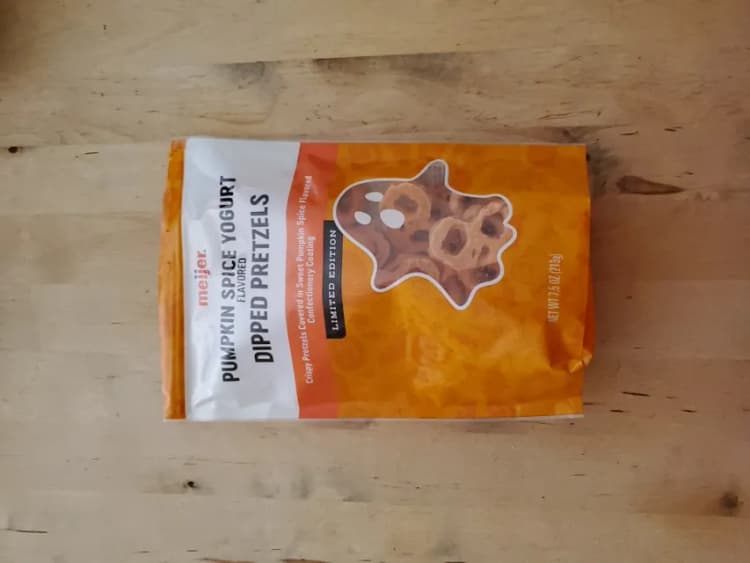 meijer.
PUMPKIN SPICE YOGURT
FLAVORED
DIPPED PRETZELS
Crispy Pretzels Covered in Sweet Pumpkin Spice Flavored
Confectionery Coating
LIMITED EDITION
NET WT 7.5 OZ (213g)